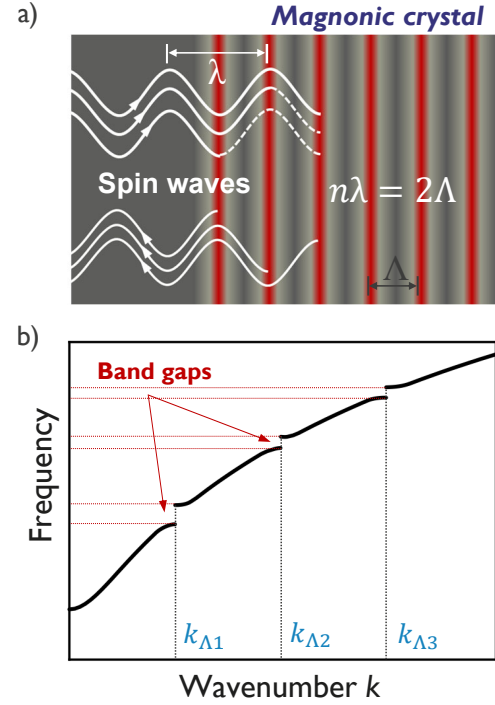 a)
Magnonic crystal
λ
Spin waves
nλ = 2Λ
Λ
b)
Band gaps
Frequency
k_Λ1
k_Λ2
k_Λ3
Wavenumber k